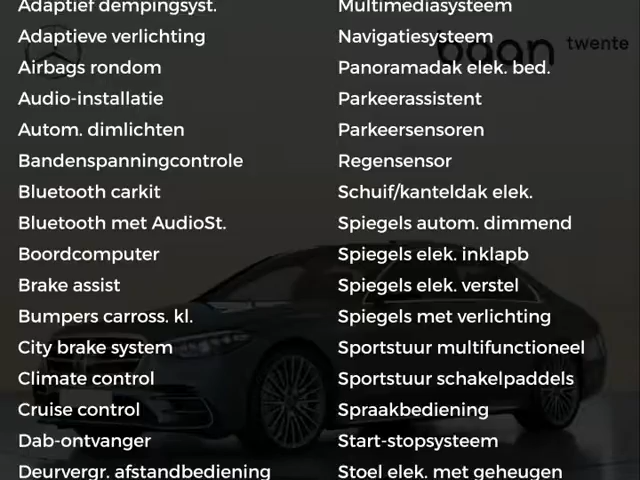 Adaptief dempingsyst.
Adaptieve verlichting
Airbags rondom
Audio-installatie
Autom. dimlichten
Bandenspanningcontrole
Bluetooth carkit
Bluetooth met AudioSt.
Boordcomputer
Brake assist
Bumpers carross. kl.
City brake system
Climate control
Cruise control
Dab-ontvanger
Deurvergr. afstandbediening
Multimediasysteem
Navigatiesysteem
Panoramadak elek. bed.
Parkeerassistent
Parkeersensoren
Regensensor
Schuif/kanteldak elek.
Spiegels autom. dimmend
Spiegels elek. inklapb
Spiegels elek. verstel
Spiegels met verlichting
Sportstuur multifunctioneel
Sportstuur schakelpaddels
Spraakbediening
Start-stopsysteem
Stoel elek. met geheugen
baan twente